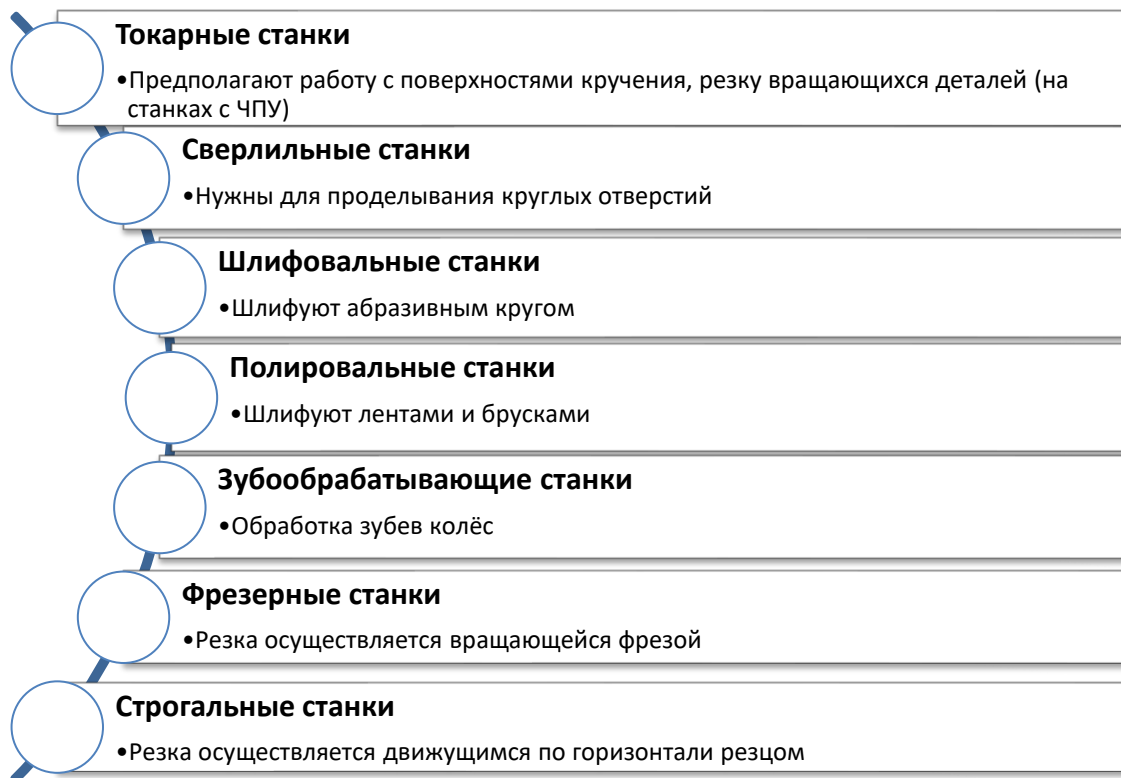 Токарные станки
•Предполагают работу с поверхностями кручения, резку вращающихся деталей (на
станках с ЧПУ)
Сверлильные станки
•Нужны для проделывания круглых отверстий
Шлифовальные станки
•Шлифуют абразивным кругом
Полировальные станки
•Шлифуют лентами и брусками
Зубообрабатывающие станки
•Обработка зубев колёс
Фрезерные станки
•Резка осуществляется вращающейся фрезой
Строгальные станки
•Резка осуществляется движущимся по горизонтали резцом